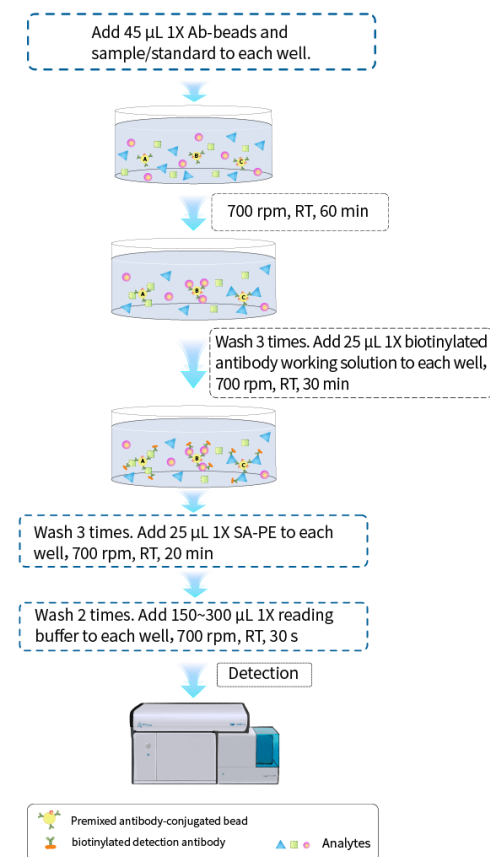 Add 45 µL 1X Ab-beads and
sample/standard to each well.
A
B
C
700 rpm, RT, 60 min
A
B
C
Wash 3 times. Add 25 µL 1X biotinylated
antibody working solution to each well,
700 rpm, RT, 30 min
A
B
C
Wash 3 times. Add 25 µL 1X SA-PE to each
well, 700 rpm, RT, 20 min
Wash 2 times. Add 150~300 µL 1X reading
buffer to each well, 700 rpm, RT, 30 s
Detection
Premixed antibody-conjugated bead
biotinylated detection antibody
Analytes